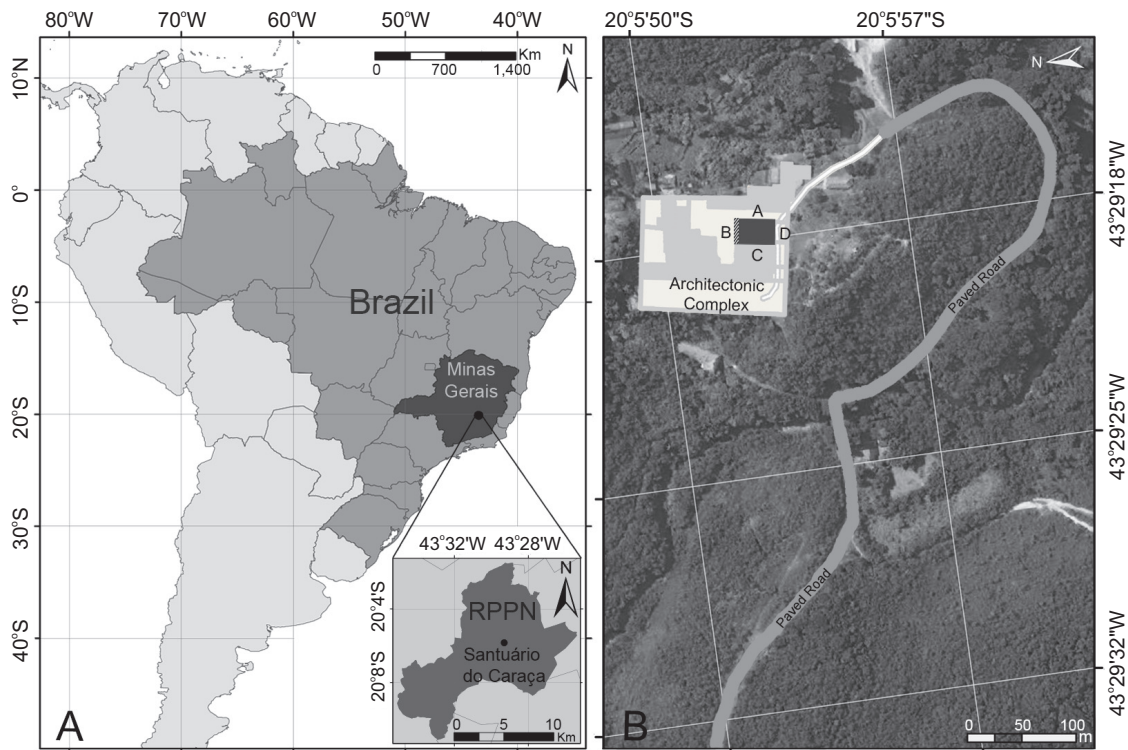 80°W 70°W 60°W 50°W 40°W
10°N
0°
10°S
20°S
30°S
40°S
Km
0 700 1,400
N
Brazil
Minas
Gerais
43°32'W 43°28'W
20°4'S
20°8'S
N
RPPN
Santuário
do Caraça
0 5 10
Km
A
20°5'50"S 20°5'57"S
N
43°29'18"W
43°29'25"W
43°29'32"W
A
B
D
C
Architectonic
Complex
Paved Road
Paved Road
0 50 100
m
B